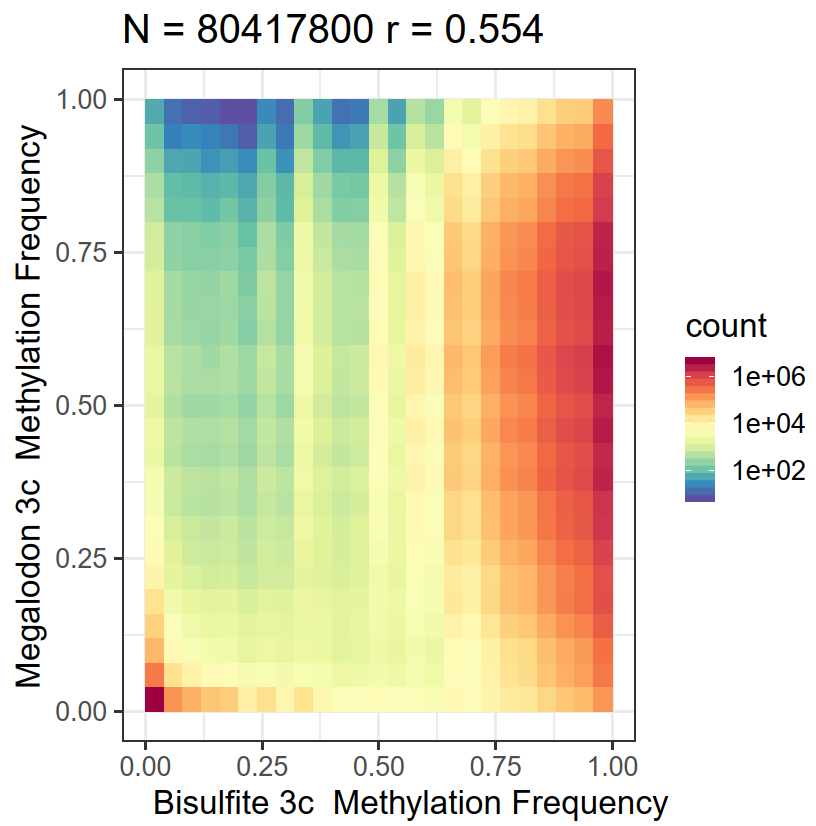 N = 80417800 r = 0.554
Megalodon 3c  Methylation Frequency
1.00
0.75
0.50
0.25
0.00
0.00 0.25 0.50 0.75 1.00
Bisulfite 3c  Methylation Frequency
count
1e+06
1e+04
1e+02